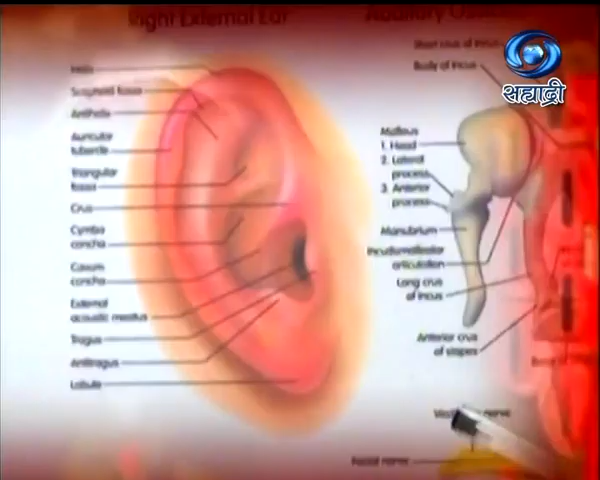 Right External Ear
Auditory
सह्याद्री
Helix
Scaphoid fossa
Antihelix
Auricular
tubercle
Triangular
fossa
Crus
Cymba
concha
Cavum
concha
External
acoustic meatus
Tragus
Antitragus
Lobule
Short crus of incus
Body of incus
Malleus
1. Head
2. Lateral
process
3. Anterior
process
Manubrium
Incudomalleolar
articulation
Long crus
of incus
Anterior crus
of stapes
nerve
Facial nerve